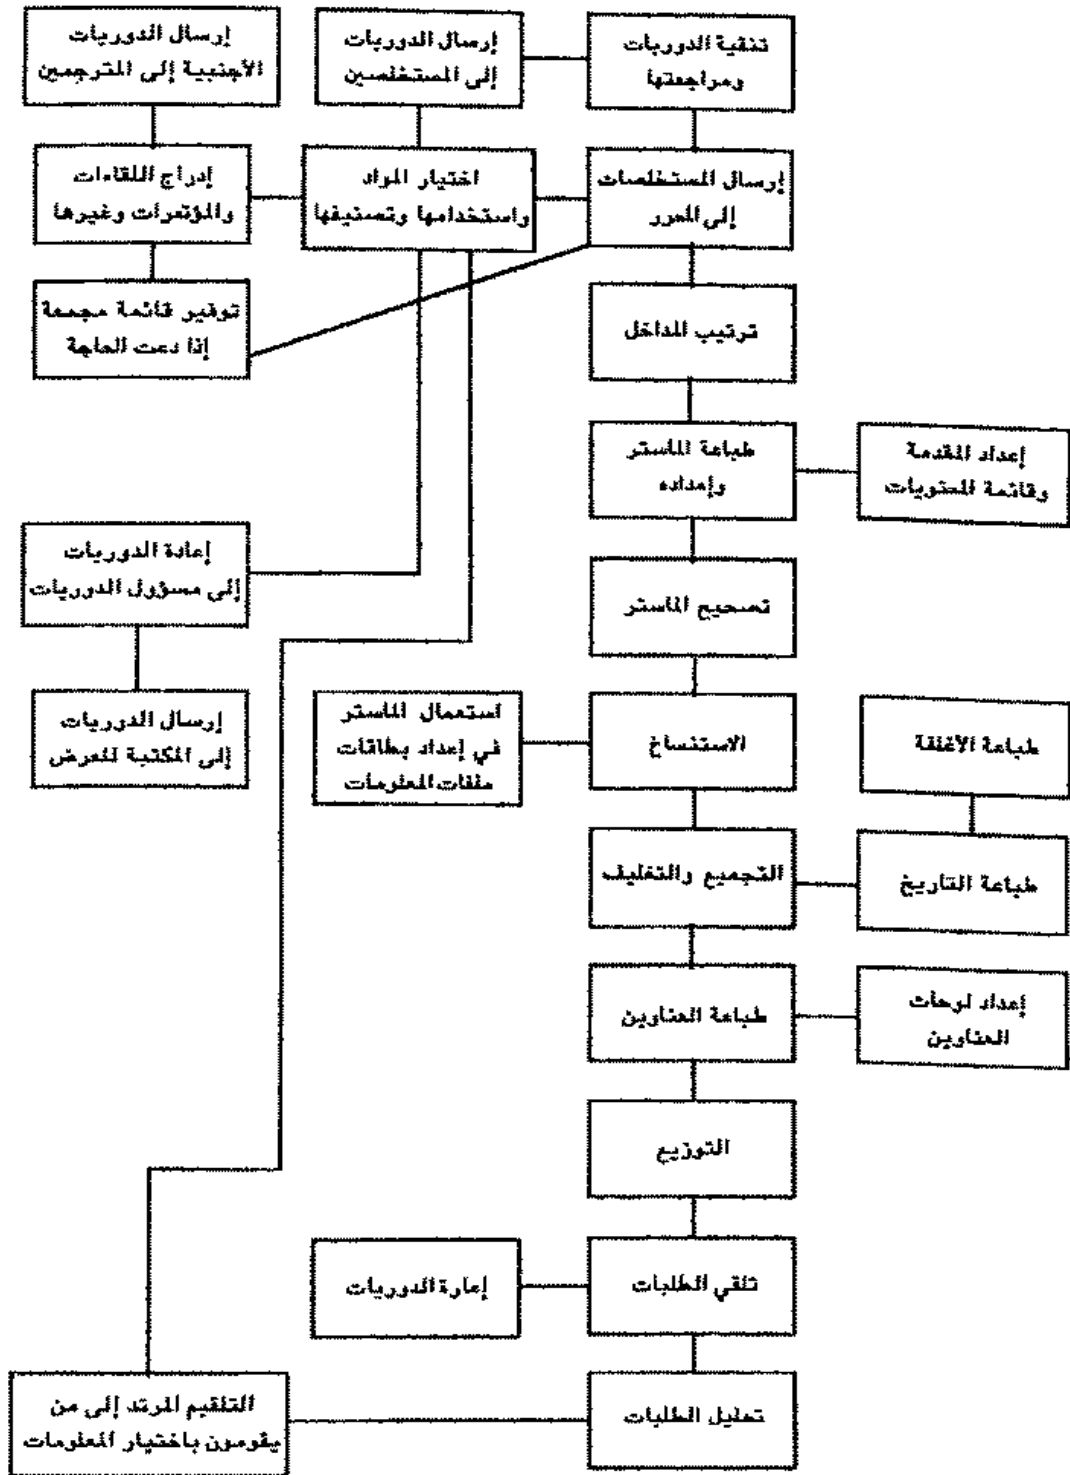 تنقية الدوريات
ومراجعتها
إرسال الدوريات
إلى المستخلصين
إرسال الدوريات
الأجنبية إلى المترجمين
إرسال المستخلصات
إلى المحرر
اختيار المواد
واستخدامها وتصنيفها
إدراج اللقاءات
والمؤتمرات وغيرها
توفير قائمة مجمعة
إذا دعت الحاجة
ترتيب المداخل
طباعة الماستر
وإعداده
إعداد المقدمة
وقائمة المحتويات
إعادة الدوريات
إلى مسؤول الدوريات
تصحيح الماستر
إرسال الدوريات
إلى المكتبة للعرض
طباعة الأغلفة
الاستنساخ
استعمال الماستر
في إعداد بطاقات
ملفات المعلومات
طباعة التاريخ
التجميع والتغليف
إعداد لوحات
العناوين
طباعة العناوين
التوزيع
تلقي الطلبات
إعارة الدوريات
تحليل الطلبات
التلقيم المرتد إلى من
يقومون باختيار المعلومات